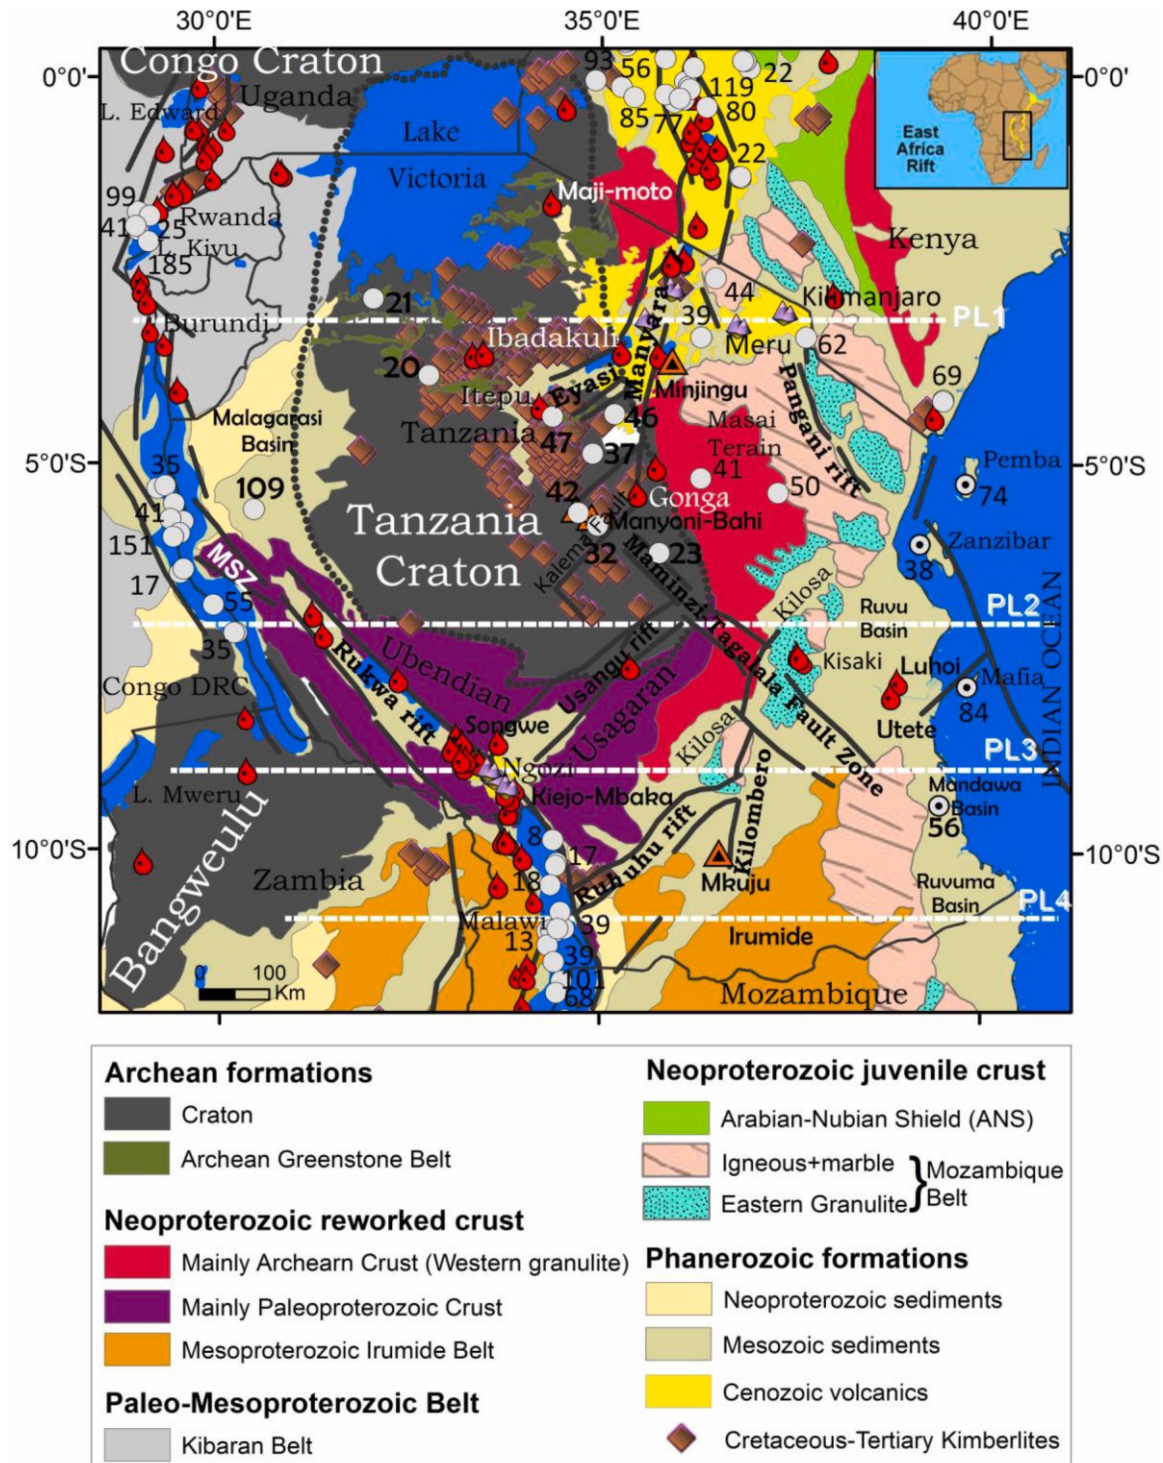 30°0'E
35°0'E
40°0'E
Congo Craton
93
56
22
0°0'
0°0'
Uganda
119
L. Edward
85
77
80
Lake
East
Africa
Rift
22
Victoria
Maji-moto
99
Rwanda
41
25
L. Kivu
Kenya
185
44
Kilimanjaro
21
Burundi
39
PL1
Ibadakuli
Manyara
Meru
62
20
Eyasi
Minjingu
Pangani rift
69
Itepu
Malagarasi
Basin
46
Masai
Terain
Tanzania
47
37
35
41
Pemba
5°0'S
5°0'S
109
42
Gonga
50
74
41
Tanzania
Craton
Manyoni-Bahi
151
Kalema Fault
32
23
Zanzibar
MSZ
38
17
Kilosa
55
Maminzi-Tagalala Fault Zone
Ruvu
Basin
PL2
INDIAN OCEAN
35
Rukwa rift
Ubendian
Usangu rift
Kisaki
Luhoi
Mafia
Congo DRC
Usagaran
84
Songwe
Kilosa
Utete
PL3
Ngozi
L. Mweru
Kiejo-Mbaka
Mandawa
Basin
Kilombero
56
8
Ruhuhu rift
10°0'S
10°0'S
17
Bangweulu
Zambia
18
Mkuju
Ruvuma
Basin
PL4
Malawi
39
13
Irumide
39
0
100
Km
101
68
Mozambique
Archean formations
Craton
Archean Greenstone Belt
Neoproterozoic reworked crust
Mainly Archearn Crust (Western granulite)
Mainly Paleoproterozoic Crust
Mesoproterozoic Irumide Belt
Paleo-Mesoproterozoic Belt
Kibaran Belt
Neoproterozoic juvenile crust
Arabian-Nubian Shield (ANS)
Igneous+marble
Eastern Granulite
}
Mozambique
Belt
Phanerozoic formations
Neoproterozoic sediments
Mesozoic sediments
Cenozoic volcanics
Cretaceous-Tertiary Kimberlites